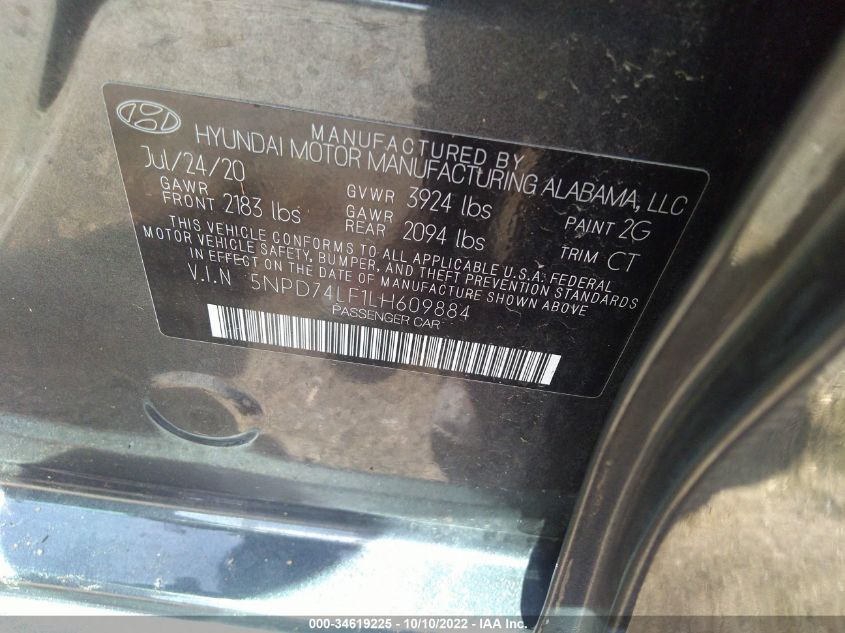 MANUFACTURED BY
HYUNDAI MOTOR MANUFACTURING ALABAMA, LLC
Jul/24/20
GVWR 3924 lbs
PAINT 2G
GAWR FRONT 2183 lbs
GAWR REAR 2094 lbs
TRIM CT
THIS VEHICLE CONFORMS TO ALL APPLICABLE U.S.A. FEDERAL
MOTOR VEHICLE SAFETY, BUMPER, AND THEFT PREVENTION STANDARDS
IN EFFECT ON THE DATE OF MANUFACTURE SHOWN ABOVE
V.I.N 5NPD74LF1LH609884
PASSENGER CAR
000-34619225 - 10/10/2022 - IAA Inc.